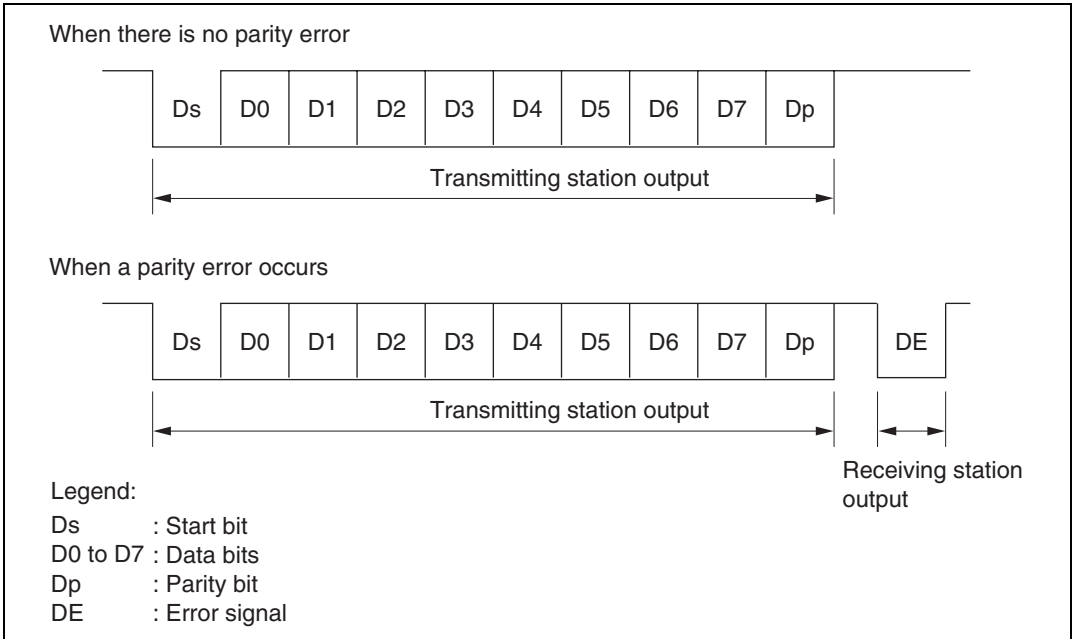 When there is no parity error
Ds D0 D1 D2 D3 D4 D5 D6 D7 Dp
Transmitting station output
When a parity error occurs
Ds D0 D1 D2 D3 D4 D5 D6 D7 Dp DE
Transmitting station output
Receiving station
output
Legend:
Ds : Start bit
D0 to D7 : Data bits
Dp : Parity bit
DE : Error signal